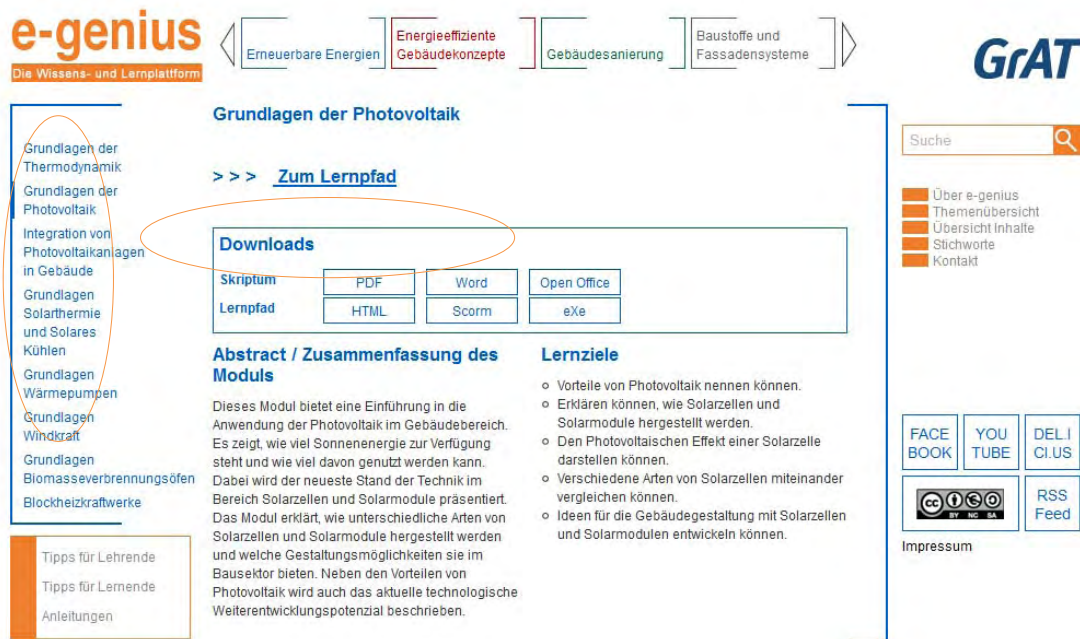 e-genius
Die Wissens- und Lernplattform
Erneuerbare Energien
Energieeffiziente
Gebäudekonzepte
Gebäudesanierung
Baustoffe und
Fassadensysteme
GrAT
Grundlagen der
Thermodynamik
Grundlagen der
Photovoltaik
Integration von
Photovoltaikanlagen
in Gebäude
Grundlagen
Solarthermie
und Solares
Kühlen
Grundlagen
Wärmepumpen
Grundlagen
Windkraft
Grundlagen
Biomasseverbrennungsöfen
Blockheizkraftwerke
Tipps für Lehrende
Tipps für Lernende
Anleitungen
Grundlagen der Photovoltaik
> > > Zum Lernpfad
Downloads
Skriptum PDF Word Open Office
Lernpfad HTML Scorm eXe
Abstract / Zusammenfassung des
Moduls
Dieses Modul bietet eine Einführung in die
Anwendung der Photovoltaik im Gebäudebereich.
Es zeigt, wie viel Sonnenenergie zur Verfügung
steht und wie viel davon genutzt werden kann.
Dabei wird der neueste Stand der Technik im
Bereich Solarzellen und Solarmodule präsentiert.
Das Modul erklärt, wie unterschiedliche Arten von
Solarzellen und Solarmodule hergestellt werden
und welche Gestaltungsmöglichkeiten sie im
Bausektor bieten. Neben den Vorteilen von
Photovoltaik wird auch das aktuelle technologische
Weiterentwicklungspotenzial beschrieben.
Lernziele
Vorteile von Photovoltaik nennen können.
Erklären können, wie Solarzellen und
Solarmodule hergestellt werden.
Den Photovoltaischen Effekt einer Solarzelle
darstellen können.
Verschiedene Arten von Solarzellen miteinander
vergleichen können.
Ideen für die Gebäudegestaltung mit Solarzellen
und Solarmodulen entwickeln können.
Suche
Über e-genius
Themenübersicht
Übersicht Inhalte
Stichworte
Kontakt
FACE
BOOK
YOU
TUBE
DEL.I
CI.US
cc
BY NC SA
RSS
Feed
Impressum